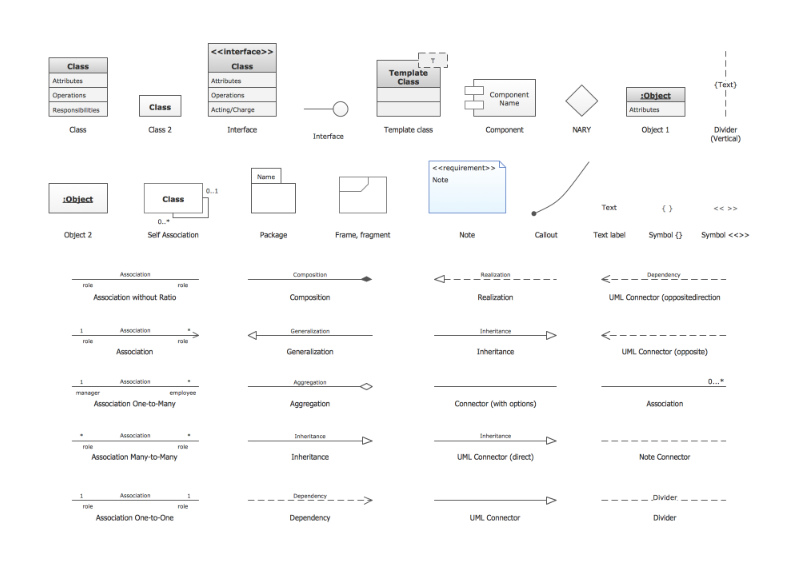 <<interface>>
Class
Attributes
Operations
Responsibilities
Class
Class
Class 2
Class
Attributes
Operations
Acting/Charge
Interface
Interface
T
Template
Class
Template class
Component
Name
Component
NARY
:Object
Attributes
Object 1
{Text}
Divider
(Vertical)
:Object
Object 2
Class
0..1
0..*
Self Association
Name
Package
Frame, fragment
<<requirement>>
Note
Note
Callout
Text
Text label
{ }
Symbol {}
<< >>
Symbol <<>>
Association
role role
Association without Ratio
Composition
Composition
Realization
Realization
Dependency
UML Connector (oppositedirection
1 Association *
role role
Association
Generalization
Generalization
Inheritance
Inheritance
UML Connector (opposite)
1 Association *
manager employee
Association One-to-Many
Aggregation
Aggregation
Connector (with options)
0...*
Association
* Association *
role role
Association Many-to-Many
Inheritance
Inheritance
Inheritance
UML Connector (direct)
Note Connector
1 Association 1
role role
Association One-to-One
Dependency
Dependency
UML Connector
Divider
Divider